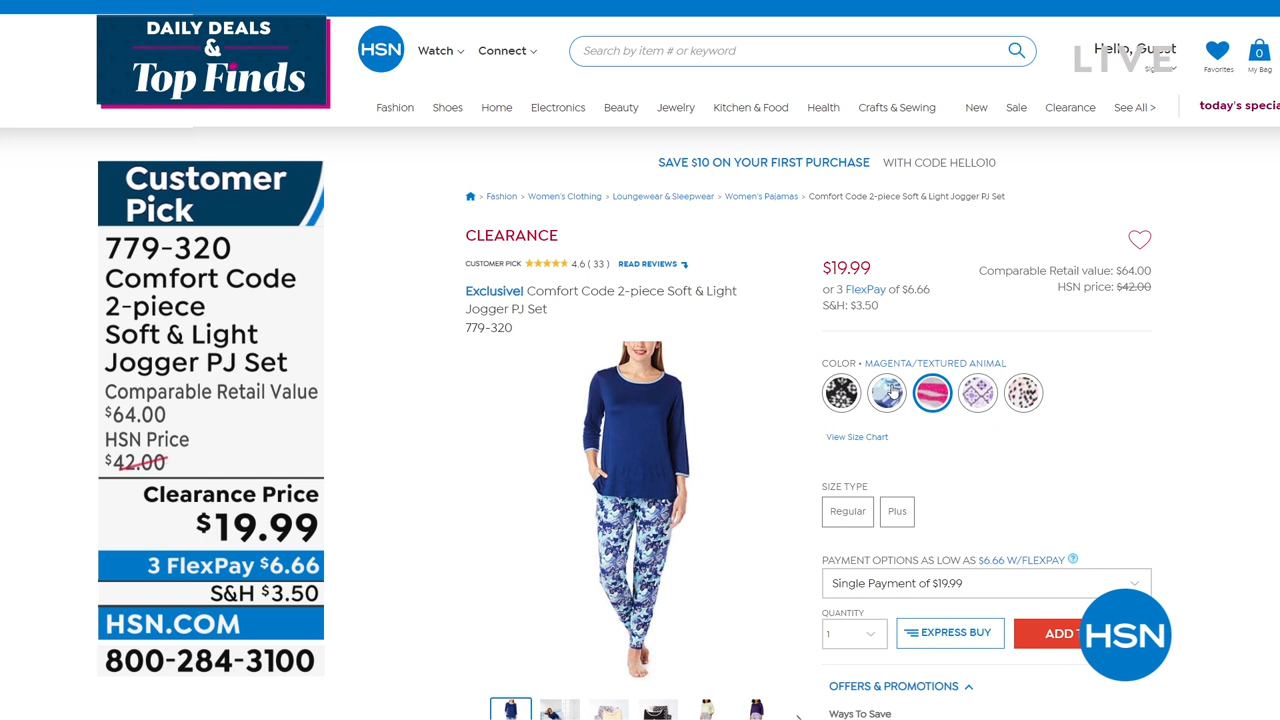 DAILY DEALS
&
Top Finds
HSN
Watch
Connect
Search by item # or keyword
Hello, Guest
LIVE
Favorites
0
My Bag
Fashion
Shoes
Home
Electronics
Beauty
Jewelry
Kitchen & Food
Health
Crafts & Sewing
New
Sale
Clearance
See All >
today's specia
SAVE $10 ON YOUR FIRST PURCHASE WITH CODE HELLO10
Fashion > Women's Clothing > Loungewear & Sleepwear > Women's Pajamas > Comfort Code 2-piece Soft & Light Jogger PJ Set
Customer
Pick
779-320
Comfort Code
2-piece
Soft & Light
Jogger PJ Set
Comparable Retail Value
$64.00
HSN Price
$42.00
Clearance Price
$19.99
3 FlexPay $6.66
S&H $3.50
HSN.COM
800-284-3100
CLEARANCE
CUSTOMER PICK 4.6 ( 33 ) READ REVIEWS
Exclusive! Comfort Code 2-piece Soft & Light
Jogger PJ Set
779-320
$19.99
or 3 FlexPay of $6.66
S&H: $3.50
Comparable Retail value: $64.00
HSN price: $42.00
COLOR • MAGENTA/TEXTURED ANIMAL
View Size Chart
SIZE TYPE
Regular
Plus
PAYMENT OPTIONS AS LOW AS $6.66 W/FLEXPAY ?
Single Payment of $19.99
QUANTITY
1
EXPRESS BUY
ADD
HSN
OFFERS & PROMOTIONS
Ways To Save